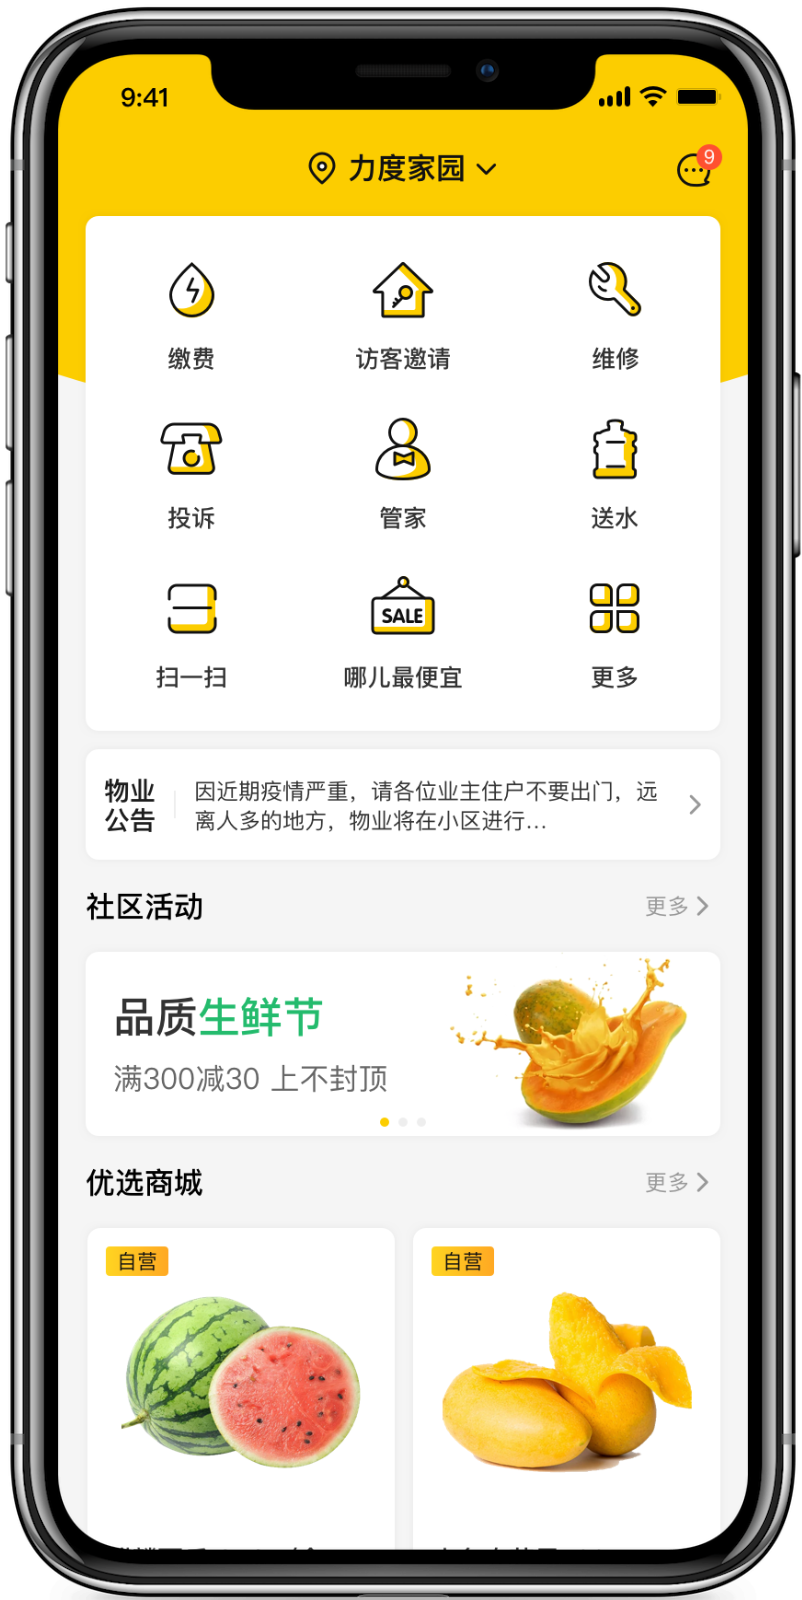 9:41
力度家园
9
缴费
访客邀请
维修
投诉
管家
送水
扫一扫
SALE
哪儿最便宜
更多
物业
公告
因近期疫情严重，请各位业主住户不要出门，远
离人多的地方，物业将在小区进行...
社区活动
更多
品质生鲜节
满300减30 上不封顶
优选商城
更多
自营
自营